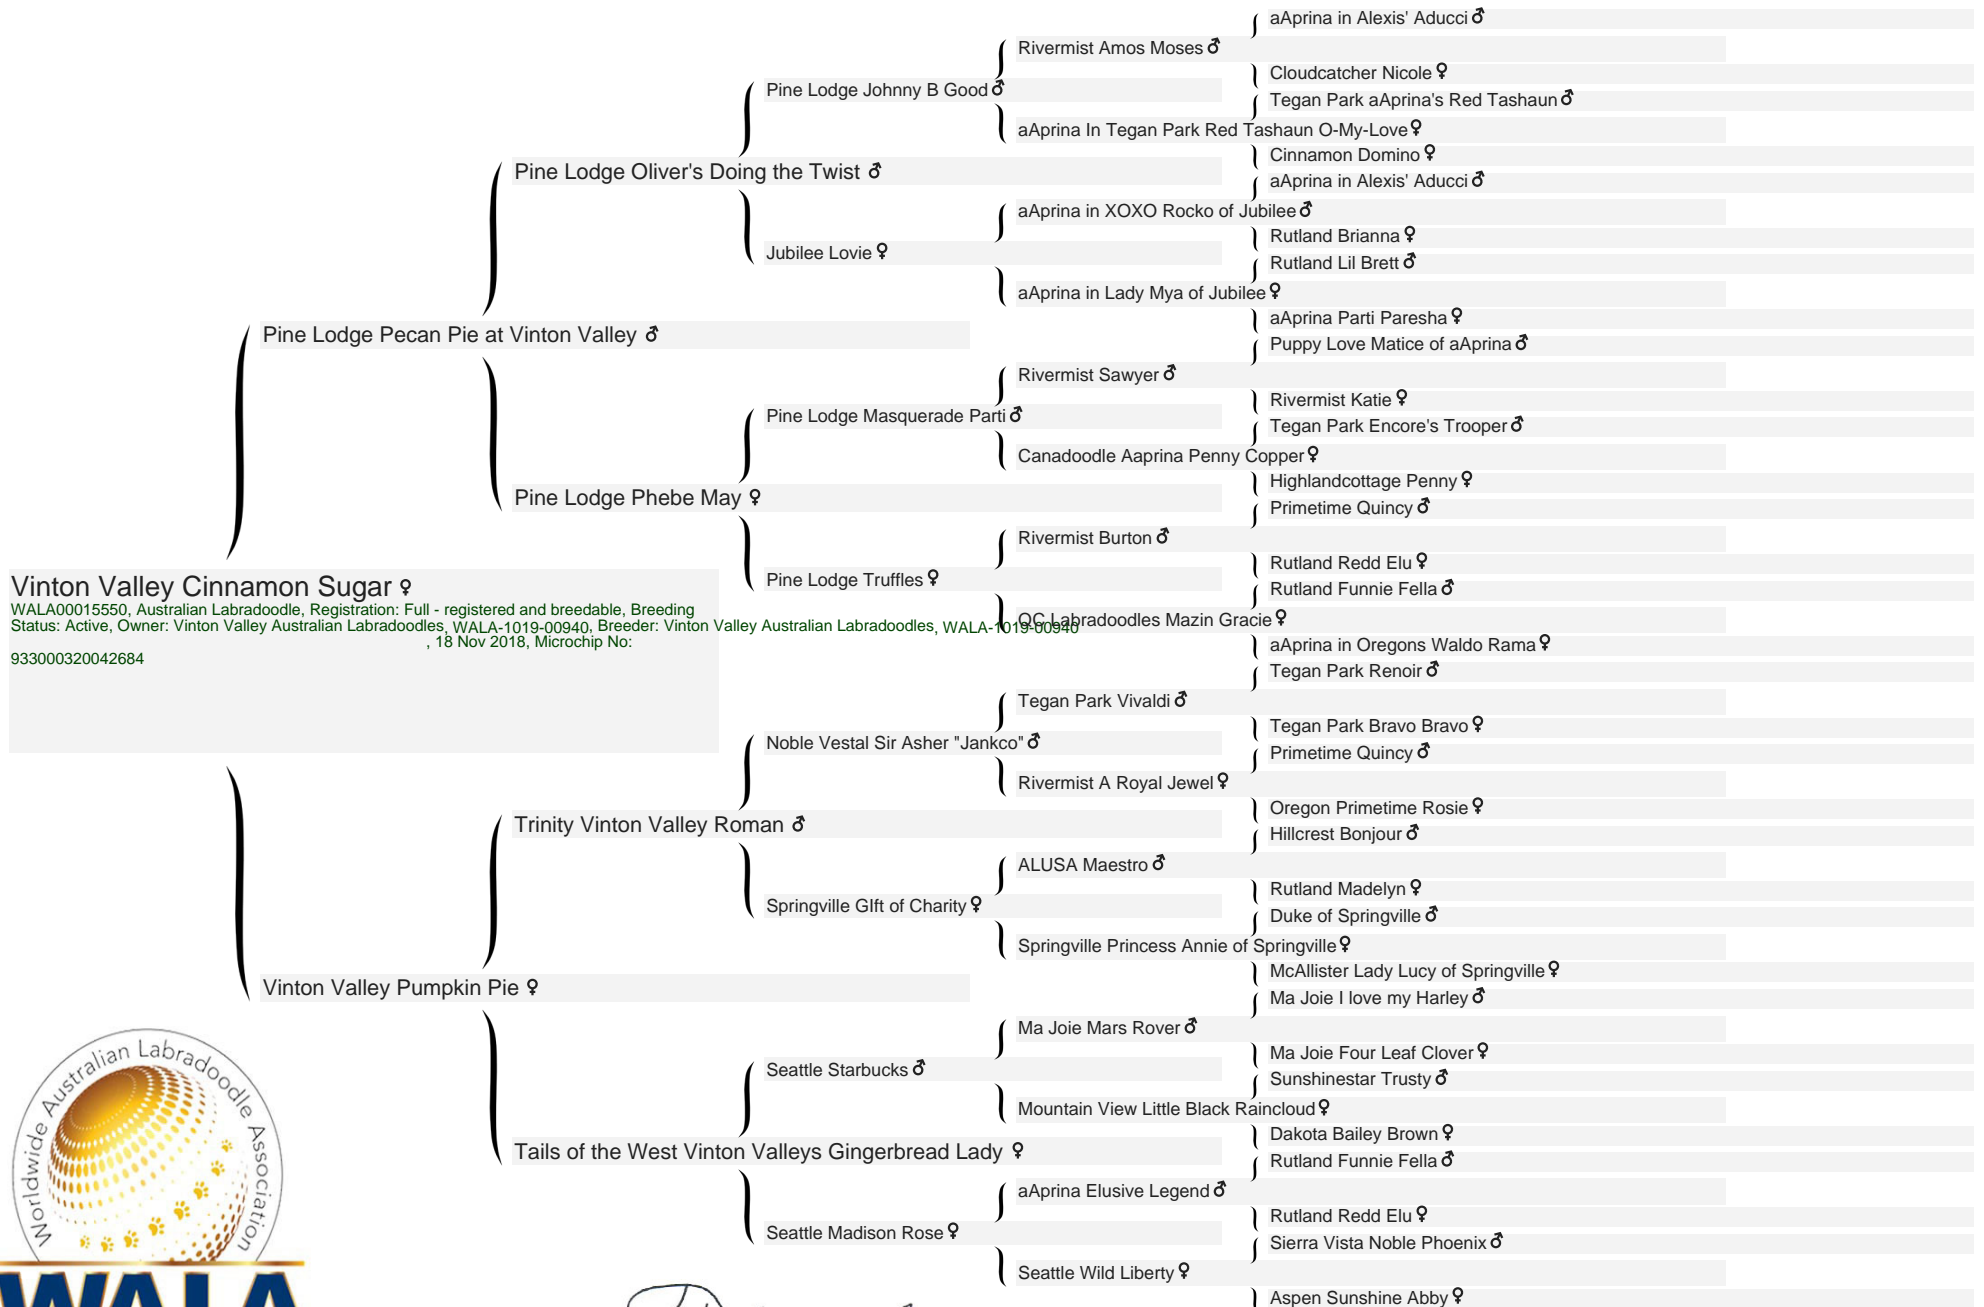 aAprina in Alexis' Aducci ♂
Rivermist Amos Moses ♂
Cloudcatcher Nicole ♀
Pine Lodge Johnny B Good ♂
Tegan Park aAprina's Red Tashaun ♂
aAprina In Tegan Park Red Tashaun O-My-Love ♀
Cinnamon Domino ♀
Pine Lodge Oliver's Doing the Twist ♂
aAprina in Alexis' Aducci ♂
aAprina in XOXO Rocko of Jubilee ♂
Rutland Brianna ♀
Jubilee Lovie ♀
Rutland Lil Brett ♂
aAprina in Lady Mya of Jubilee ♀
aAprina Parti Paresha ♀
Pine Lodge Pecan Pie at Vinton Valley ♂
Puppy Love Matice of aAprina ♂
Rivermist Sawyer ♂
Rivermist Katie ♀
Pine Lodge Masquerade Parti ♂
Tegan Park Encore's Trooper ♂
Canadoodle Aaprina Penny Copper ♀
Highlandcottage Penny ♀
Pine Lodge Phebe May ♀
Primetime Quincy ♂
Rivermist Burton ♂
Rutland Redd Elu ♀
Pine Lodge Truffles ♀
Rutland Funnie Fella ♂
QC Labradoodles Mazin Gracie ♀
aAprina in Oregons Waldo Rama ♀
Vinton Valley Cinnamon Sugar ♀
WALA00015550, Australian Labradoodle, Registration: Full - registered and breedable, Breeding
Status: Active, Owner: Vinton Valley Australian Labradoodles, WALA-1019-00940, Breeder: Vinton Valley Australian Labradoodles, WALA-1019-00940
, 18 Nov 2018, Microchip No:
933000320042684
Tegan Park Renoir ♂
Tegan Park Vivaldi ♂
Tegan Park Bravo Bravo ♀
Noble Vestal Sir Asher "Jankco" ♂
Primetime Quincy ♂
Rivermist A Royal Jewel ♀
Oregon Primetime Rosie ♀
Trinity Vinton Valley Roman ♂
Hillcrest Bonjour ♂
ALUSA Maestro ♂
Rutland Madelyn ♀
Springville GIft of Charity ♀
Duke of Springville ♂
Springville Princess Annie of Springville ♀
McAllister Lady Lucy of Springville ♀
Vinton Valley Pumpkin Pie ♀
Ma Joie I love my Harley ♂
Ma Joie Mars Rover ♂
Ma Joie Four Leaf Clover ♀
Seattle Starbucks ♂
Sunshinestar Trusty ♂
Mountain View Little Black Raincloud ♀
Dakota Bailey Brown ♀
Tails of the West Vinton Valleys Gingerbread Lady ♀
Rutland Funnie Fella ♂
aAprina Elusive Legend ♂
Rutland Redd Elu ♀
Seattle Madison Rose ♀
Sierra Vista Noble Phoenix ♂
Seattle Wild Liberty ♀
Aspen Sunshine Abby ♀
Worldwide Australian Labradoodle Association
WALA